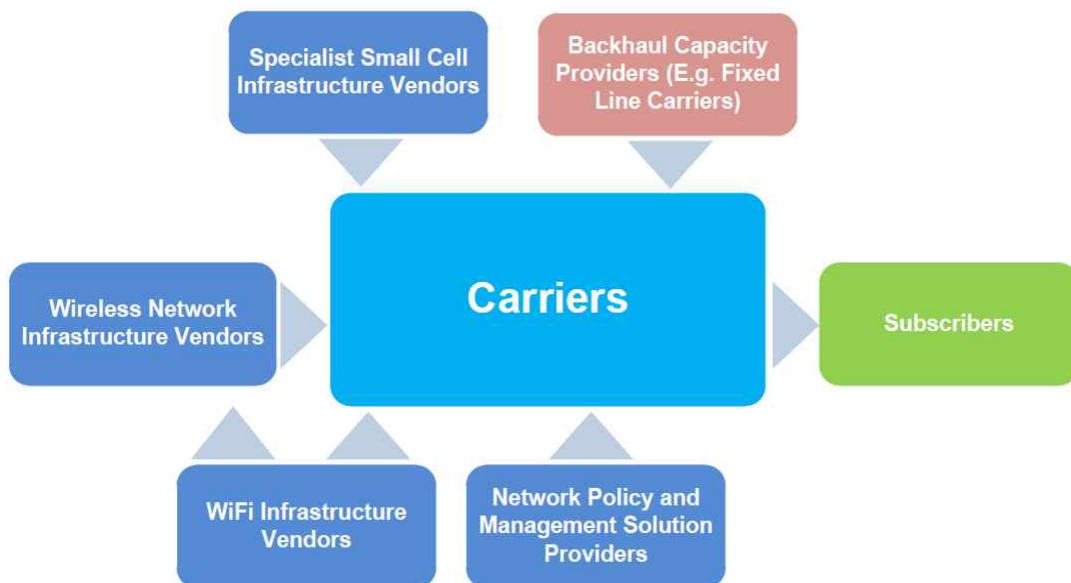 Specialist Small Cell
Infrastructure Vendors
Backhaul Capacity
Providers (E.g. Fixed
Line Carriers)
Wireless Network
Infrastructure Vendors
Carriers
Subscribers
WiFi Infrastructure
Vendors
Network Policy and
Management Solution
Providers